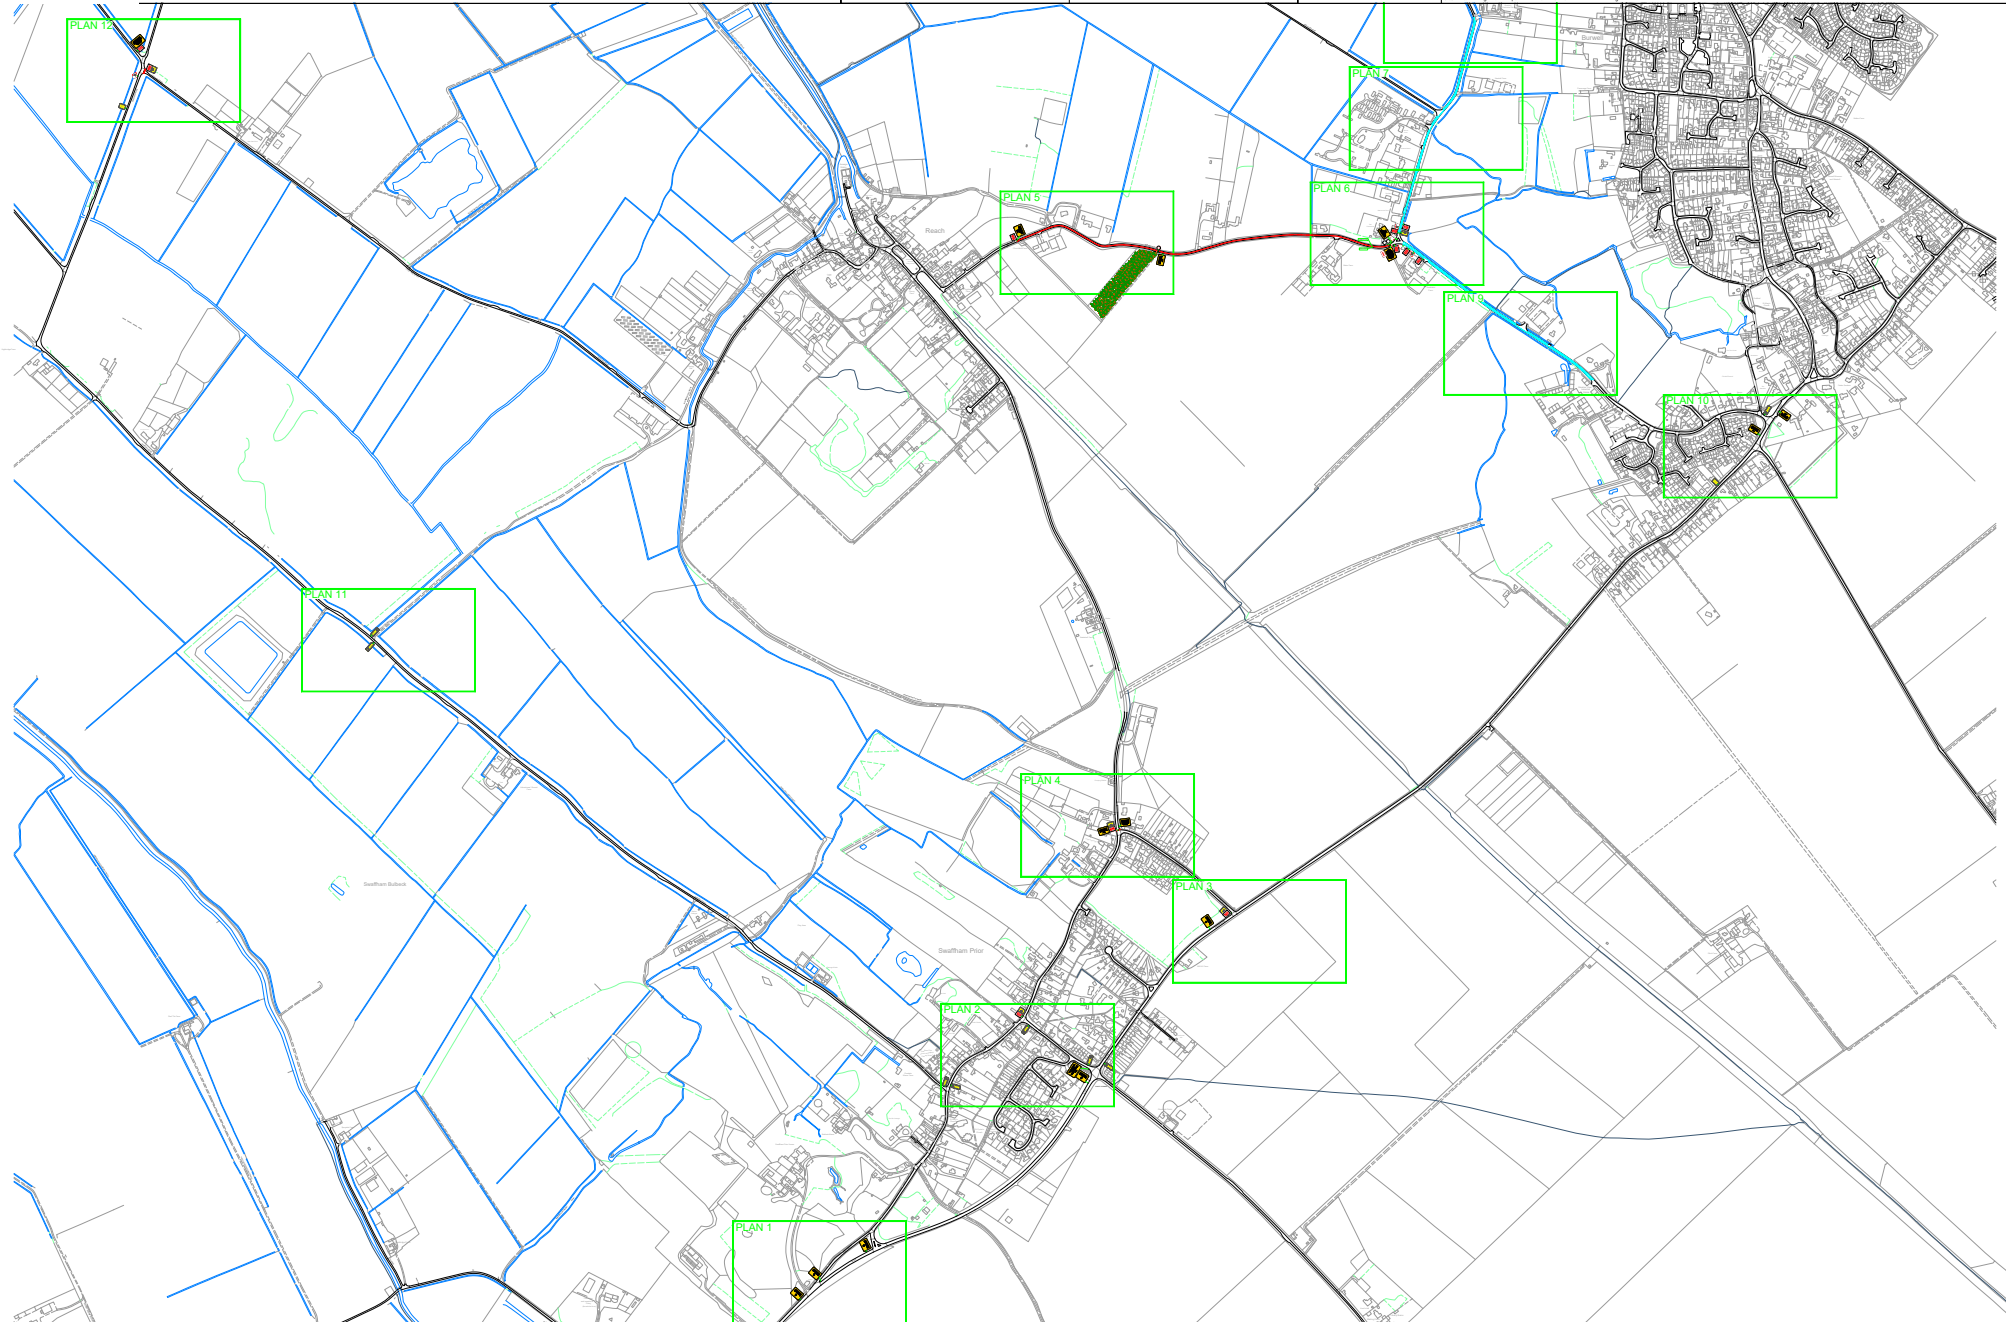 PLAN 12
Burwell
PLAN 7
PLAN 6
PLAN 5
Reach
PLAN 9
PLAN 10
PLAN 11
PLAN 4
PLAN 3
Swaffham Bulbeck
Swaffham Prior
PLAN 2
PLAN 1